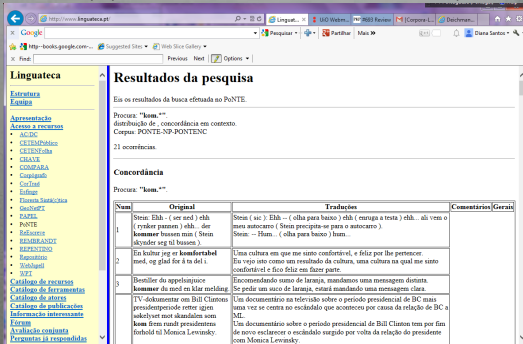 http://www.linguateca.pt/
Linguat...
DiO Webm...
#883 Review
[Corpora-L...
Deichman...
Google
Pesquisar
Partilhar
Mais »
Diana Santos
http--books.google.com-...
Suggested Sites
Web Slice Gallery
Find:
Previous
Next
Options
Linguateca
Estrutura
Equipa
Apresentação
Acesso a recursos
AC/DC
CETEMPúblico
CETENFolha
CHAVE
COMPARA
Corpógrafo
CorTrad
Esfinge
Floresta Sintá(c)tica
GeoNetPT
PAPEL
PoNTE
ReEscreve
REMBRANDT
REPENTINO
Repositório
WebJspell
WPT
Catálogo de recursos
Catálogo de ferramentas
Catálogo de atores
Catálogo de publicações
Informação interessante
Fórum
Avaliação conjunta
Perguntas já respondidas
Resultados da pesquisa
Eis os resultados da busca efetuada no PoNTE.
Procura: "kom.*".
distribuição de , concordância em contexto.
Corpus: PONTE-NP-PONTENC
21 ocorrências.
Concordância
Procura: "kom.*".
Num Original Traduções Comentários Gerais
1
Stein: Ehh - ( ser ned ) ehh
( rynker pannen ) ehh... der
kommer bussen min ( Stein
skynder seg til bussen ).
Stein ( sic ): Ehh -- ( olha para baixo ) ehh ( enruga a testa ) ehh... ali vem o
meu autocarro ( Stein precipita-se para o autocarro ).
Stein: -- Hum... ( olha para baixo ) hum...
2
En kultur jeg er komfortabel
med, og glad for å ta del i.
Uma cultura em que me sinto confortável, e feliz por lhe pertencer.
Eu vejo isto como um resultado da cultura, uma cultura na qual me sinto
confortável e fico feliz em fazer parte.
3
Bestiller du appelsinjuice
kommer du med en klar melding.
Encomendando sumo de laranja, mandamos uma mensagem distinta.
Se pedir um sumo de laranja, estará mandando uma mensagem clara.
TV-dokumentar om Bill Clintons
presidentperiode retter igjen
søkelyset mot skandalen som
kom frem rundt presidentens
forhold til Monica Lewinsky.
Um documentário na televisão sobre o período presidencial de BC mais
uma vez se centra no escândalo que aconteceu por causa da relação de BC a
ML.
Um documentário sobre o período presidencial de Bill Clinton tem por fim
de novo esclarecer o escândalo surgido por volta da relação do presidente
com Monica Lewinsky.